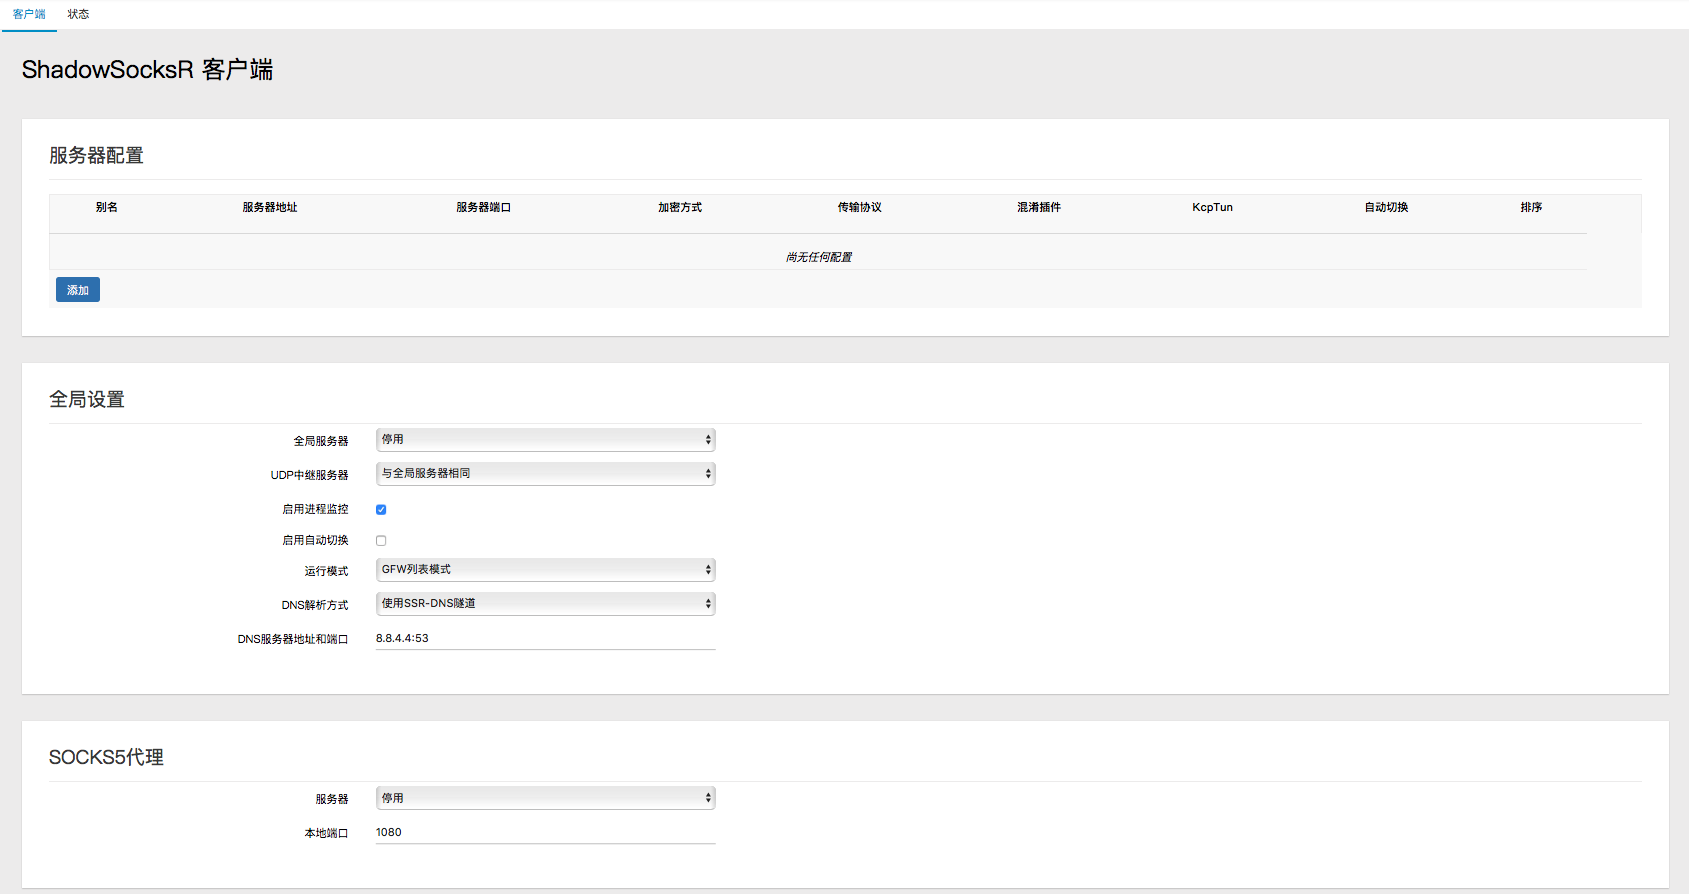 客户端 状态
ShadowSocksR 客户端
服务器配置
别名 服务器地址 服务器端口 加密方式 传输协议 混淆插件 KcpTun 自动切换 排序
尚无任何配置
添加
全局设置
全局服务器 停用
UDP中继服务器 与全局服务器相同
启用进程监控
启用自动切换
运行模式 GFW列表模式
DNS解析方式 使用SSR-DNS隧道
DNS服务器地址和端口 8.8.4.4:53
SOCKS5代理
服务器 停用
本地端口 1080